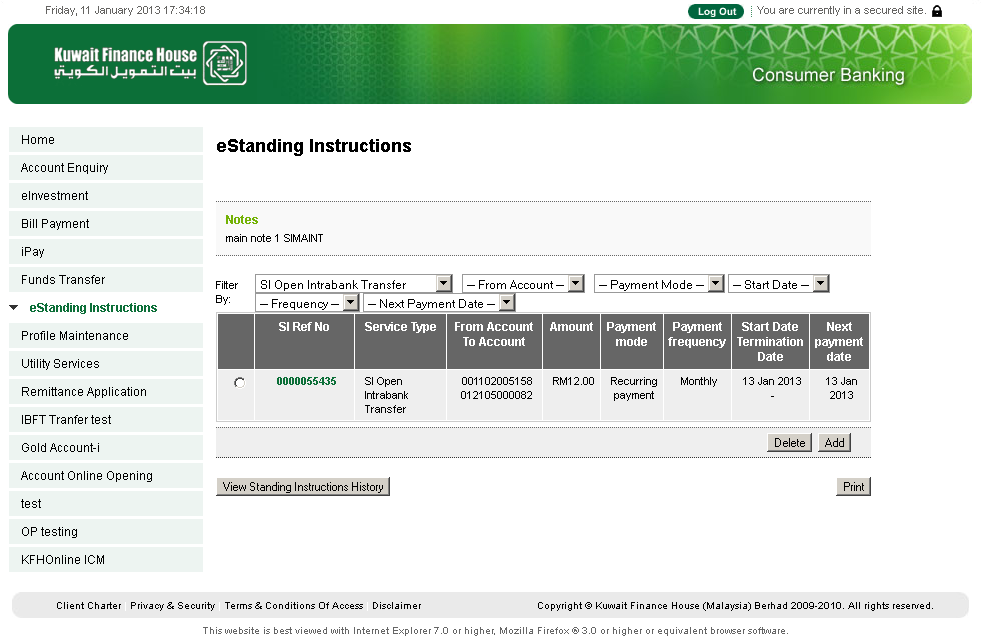 Friday, 11 January 2013 17:34:18
Log Out
You are currently in a secured site.
Kuwait Finance House
بيت التمويل الكويتي
Consumer Banking
Home
Account Enquiry
eInvestment
Bill Payment
iPay
Funds Transfer
eStanding Instructions
Profile Maintenance
Utility Services
Remittance Application
IBFT Tranfer test
Gold Account-i
Account Online Opening
test
OP testing
KFHOnline ICM
eStanding Instructions
Notes
main note 1 SIMAINT
Filter By: SI Open Intrabank Transfer -- From Account -- -- Payment Mode -- -- Start Date --
-- Frequency -- -- Next Payment Date --
SI Ref No Service Type From Account To Account Amount Payment mode Payment frequency Start Date Termination Date Next payment date
0000055435 SI Open Intrabank Transfer 001102005158 012105000082 RM12.00 Recurring payment Monthly 13 Jan 2013 - 13 Jan 2013
Delete Add
View Standing Instructions History Print
Client Charter Privacy & Security Terms & Conditions Of Access Disclaimer Copyright © Kuwait Finance House (Malaysia) Berhad 2009-2010. All rights reserved.
This website is best viewed with Internet Explorer 7.0 or higher, Mozilla Firefox ® 3.0 or higher or equivalent browser software.